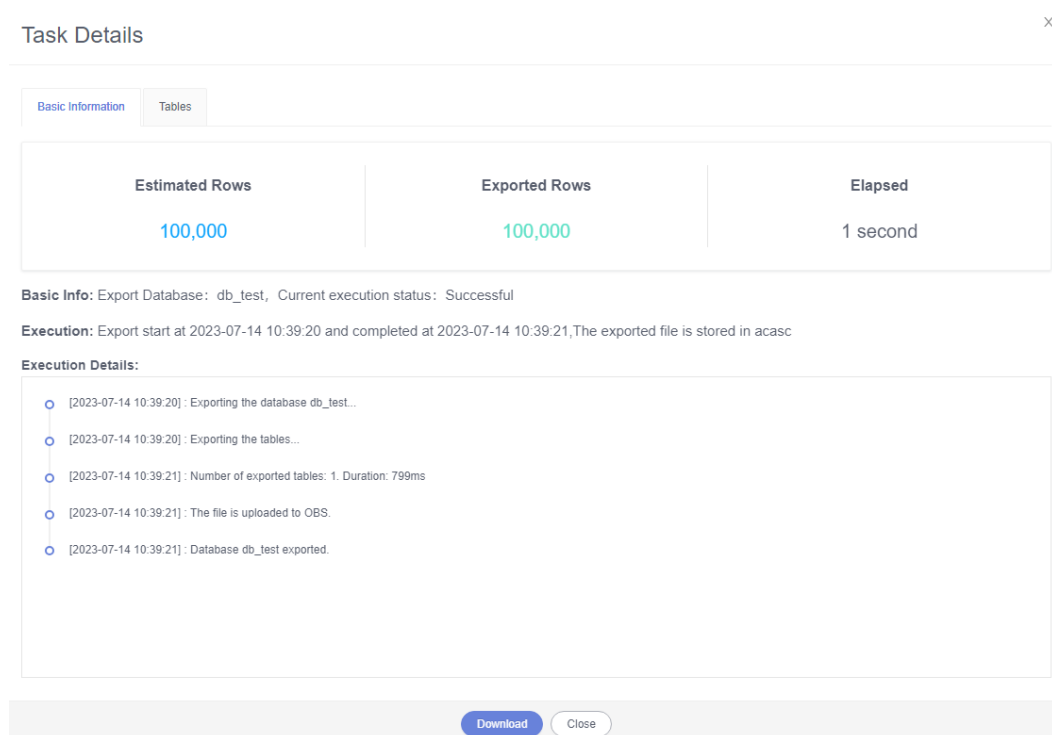 Task Details
×
Basic Information
Tables
Estimated Rows
Exported Rows
Elapsed
100,000
100,000
1 second
Basic Info: Export Database：db_test，Current execution status：Successful
Execution: Export start at 2023-07-14 10:39:20 and completed at 2023-07-14 10:39:21,The exported file is stored in acasc
Execution Details:
[2023-07-14 10:39:20] : Exporting the database db_test...
[2023-07-14 10:39:20] : Exporting the tables...
[2023-07-14 10:39:21] : Number of exported tables: 1. Duration: 799ms
[2023-07-14 10:39:21] : The file is uploaded to OBS.
[2023-07-14 10:39:21] : Database db_test exported.
Download
Close